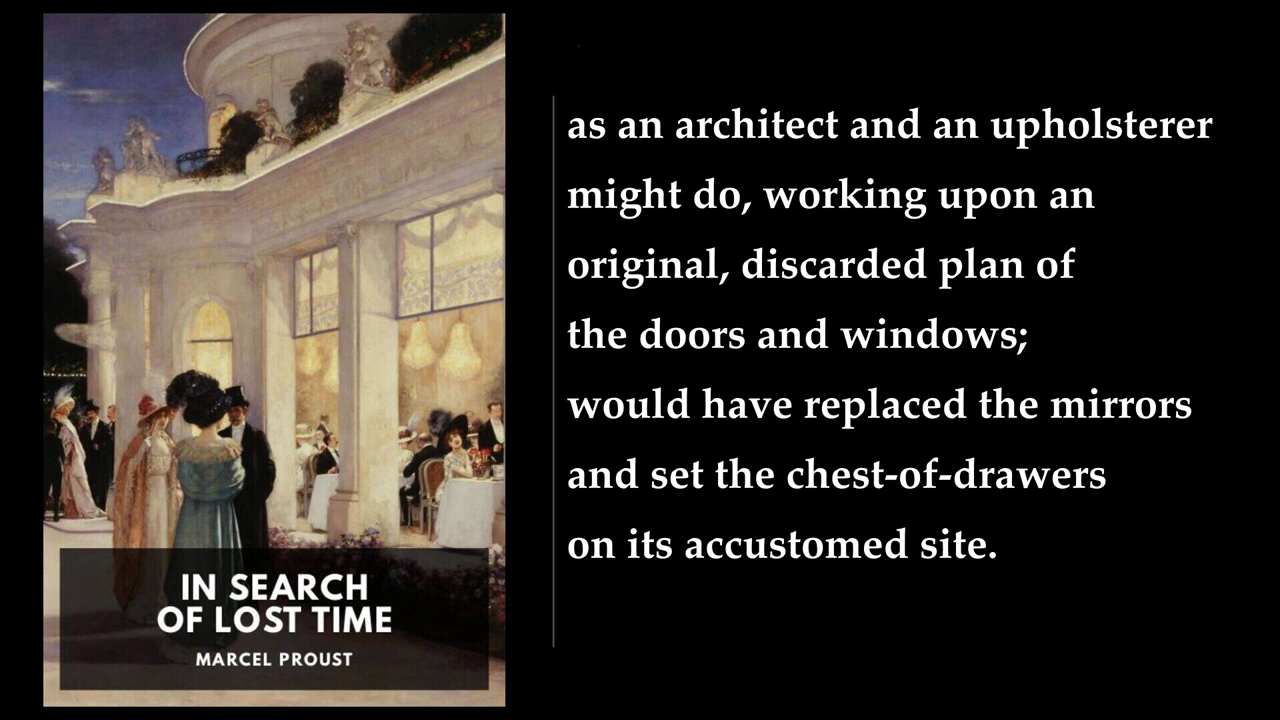 IN SEARCH
OF LOST TIME
MARCEL PROUST
as an architect and an upholsterer
might do, working upon an
original, discarded plan of
the doors and windows;
would have replaced the mirrors
and set the chest-of-drawers
on its accustomed site.